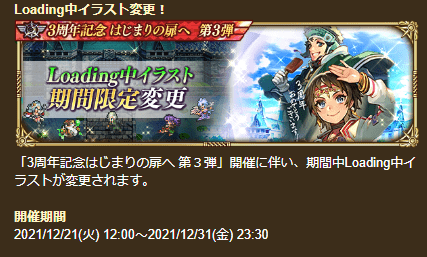 Loading中イラスト変更！
3周年記念 はじまりの扉へ 第3弾
Loading中イラスト
期間限定変更
「3周年記念はじまりの扉へ 第３弾」開催に伴い、期間中Loading中イ
ラストが変更されます。
開催期間
2021/12/21(火) 12:00～2021/12/31(金) 23:30